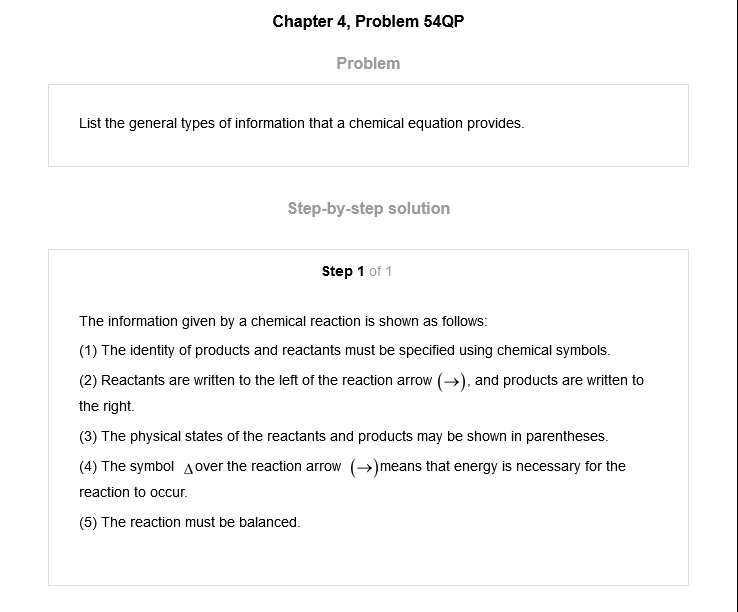 Chapter 4, Problem 54QP
Problem
List the general types of information that a chemical equation provides.
Step-by-step solution
Step 1 of 1
The information given by a chemical reaction is shown as follows:
(1) The identity of products and reactants must be specified using chemical symbols.
(2) Reactants are written to the left of the reaction arrow (→), and products are written to
the right.
(3) The physical states of the reactants and products may be shown in parentheses.
(4) The symbol Δover the reaction arrow (→)means that energy is necessary for the
reaction to occur.
(5) The reaction must be balanced.